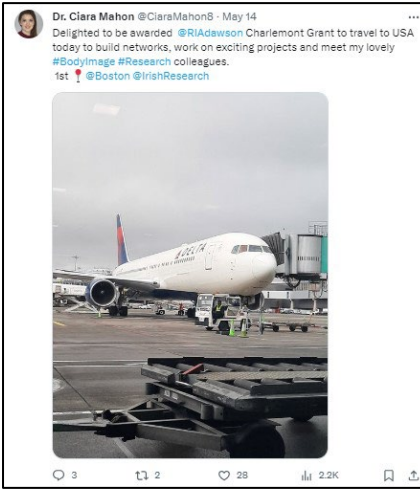 Dr. Ciara Mahon @CiaraMahon8 · May 14
Delighted to be awarded @RIAdawson Charlemont Grant to travel to USA
today to build networks, work on exciting projects and meet my lovely
#BodyImage #Research colleagues.
1st 📍 @Boston @IrishResearch
DELTA
3 2 28 2.2K